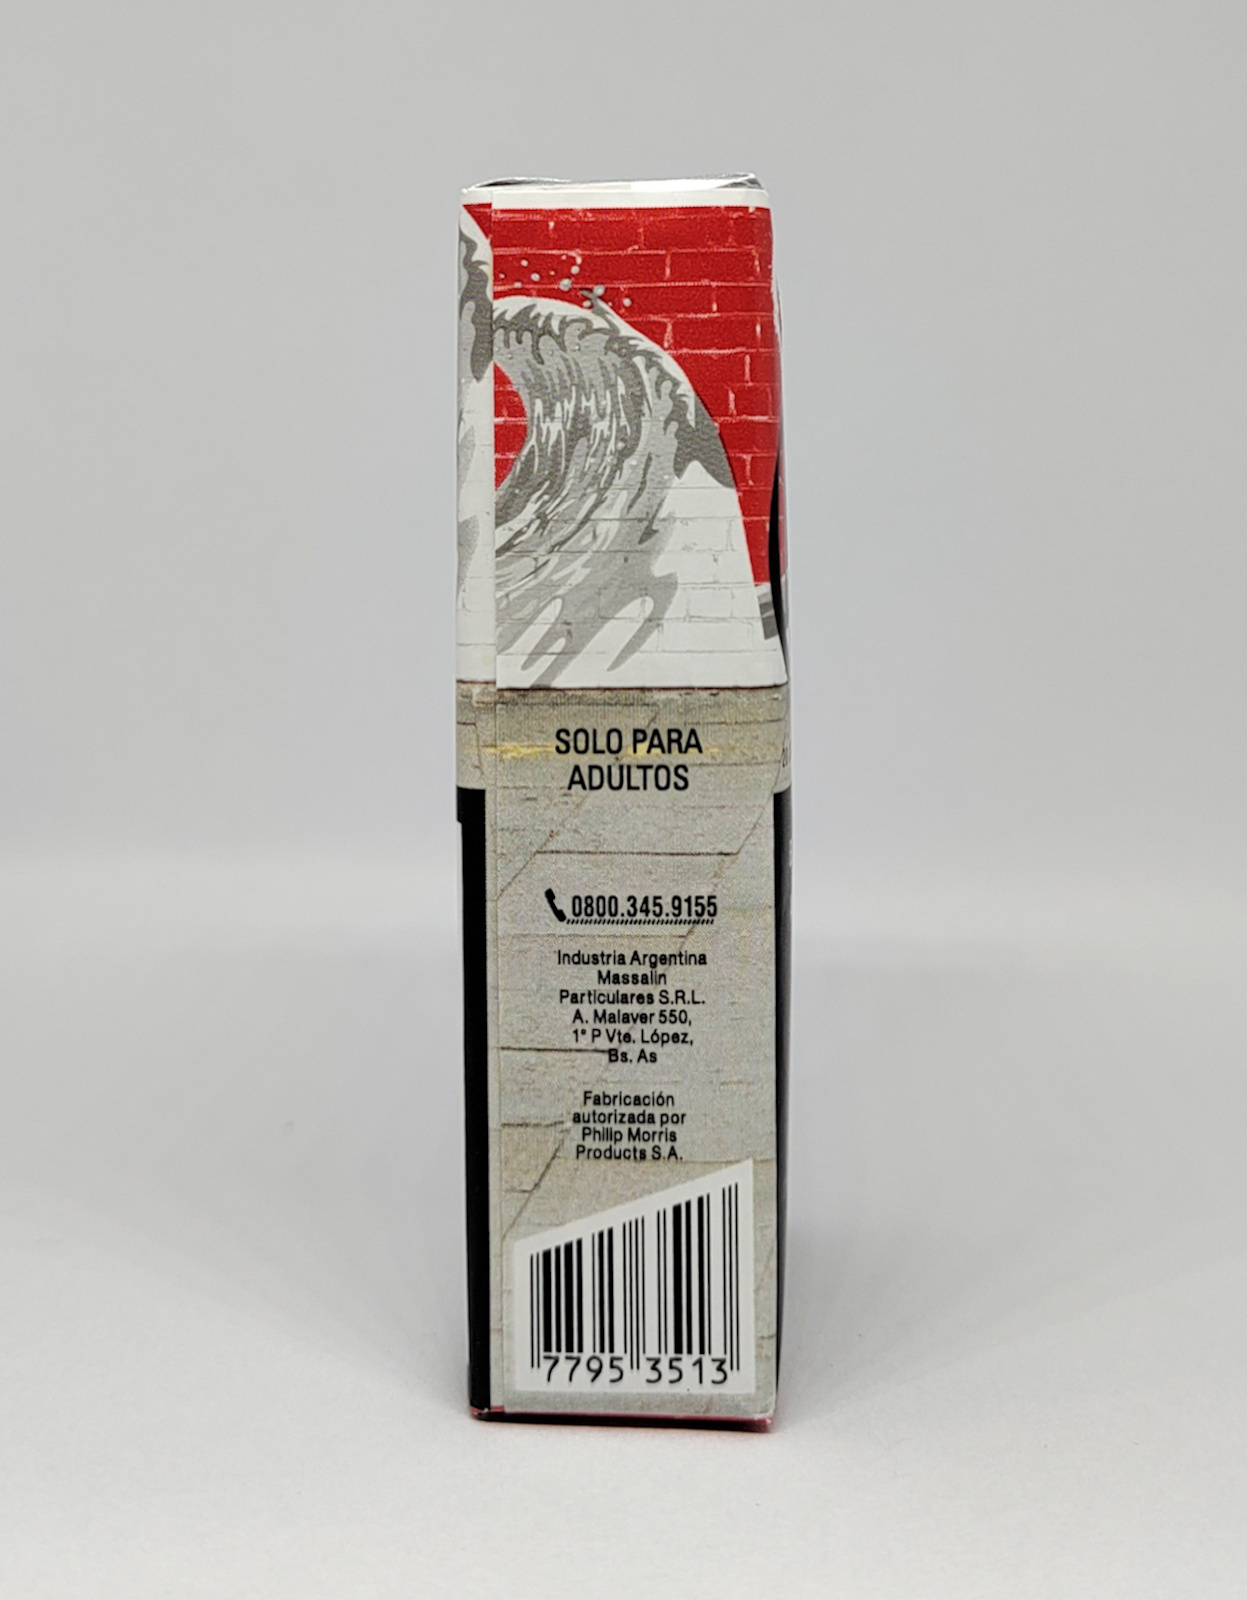 SOLO PARA
ADULTOS
0800.345.9155
Industria Argentina
Massalin
Particulares S.R.L.
A. Malaver 550,
1° P Vte. López,
Bs. As
Fabricación
autorizada por
Philip Morris
Products S.A.
7795 3513